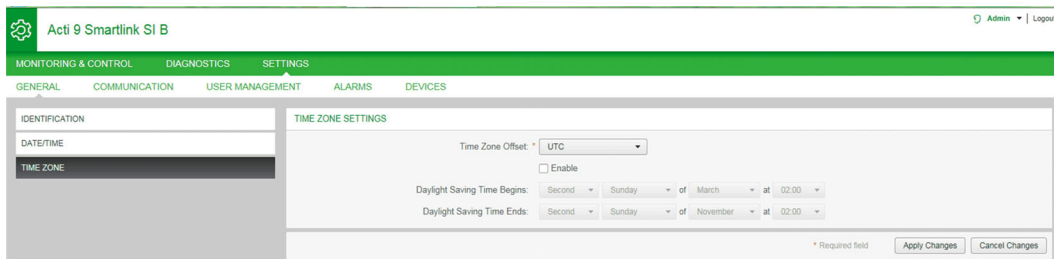 Acti 9 Smartlink SI B
Admin | Logout
MONITORING & CONTROL DIAGNOSTICS SETTINGS
GENERAL COMMUNICATION USER MANAGEMENT ALARMS DEVICES
IDENTIFICATION
DATE/TIME
TIME ZONE
TIME ZONE SETTINGS
Time Zone Offset: * UTC
Enable
Daylight Saving Time Begins: Second Sunday of March at 02:00
Daylight Saving Time Ends: Second Sunday of November at 02:00
* Required field Apply Changes Cancel Changes